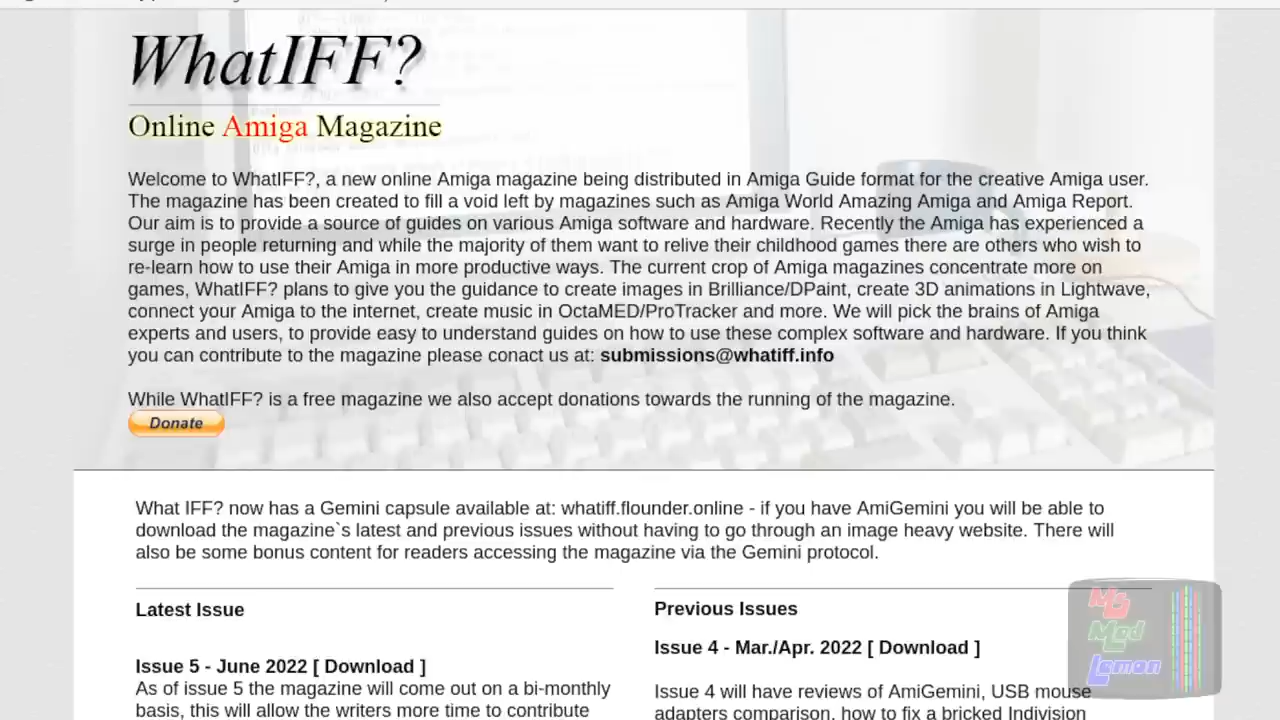 WhatIFF?
Online Amiga Magazine
Welcome to WhatIFF?, a new online Amiga magazine being distributed in Amiga Guide format for the creative Amiga user.
The magazine has been created to fill a void left by magazines such as Amiga World Amazing Amiga and Amiga Report.
Our aim is to provide a source of guides on various Amiga software and hardware. Recently the Amiga has experienced a
surge in people returning and while the majority of them want to relive their childhood games there are others who wish to
re-learn how to use their Amiga in more productive ways. The current crop of Amiga magazines concentrate more on
games, WhatIFF? plans to give you the guidance to create images in Brilliance/DPaint, create 3D animations in Lightwave,
connect your Amiga to the internet, create music in OctaMED/ProTracker and more. We will pick the brains of Amiga
experts and users, to provide easy to understand guides on how to use these complex software and hardware. If you think
you can contribute to the magazine please conact us at: submissions@whatiff.info
While WhatIFF? is a free magazine we also accept donations towards the running of the magazine.
Donate
What IFF? now has a Gemini capsule available at: whatiff.flounder.online - if you have AmiGemini you will be able to
download the magazine`s latest and previous issues without having to go through an image heavy website. There will
also be some bonus content for readers accessing the magazine via the Gemini protocol.
Latest Issue
Issue 5 - June 2022 [ Download ]
As of issue 5 the magazine will come out on a bi-monthly
basis, this will allow the writers more time to contribute
Previous Issues
Issue 4 - Mar./Apr. 2022 [ Download ]
Issue 4 will have reviews of AmiGemini, USB mouse
adapters comparison, how to fix a bricked Indivision
Mod
Lemon